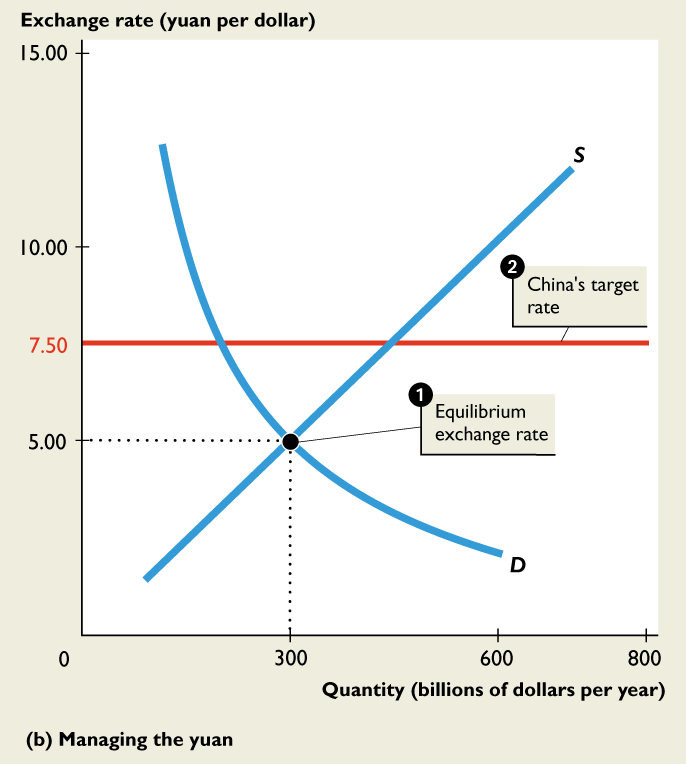 Exchange rate (yuan per dollar)
15.00
S
10.00
2
China's target
rate
7.50
1
Equilibrium
exchange rate
5.00
D
0
300
600
800
Quantity (billions of dollars per year)
(b) Managing the yuan